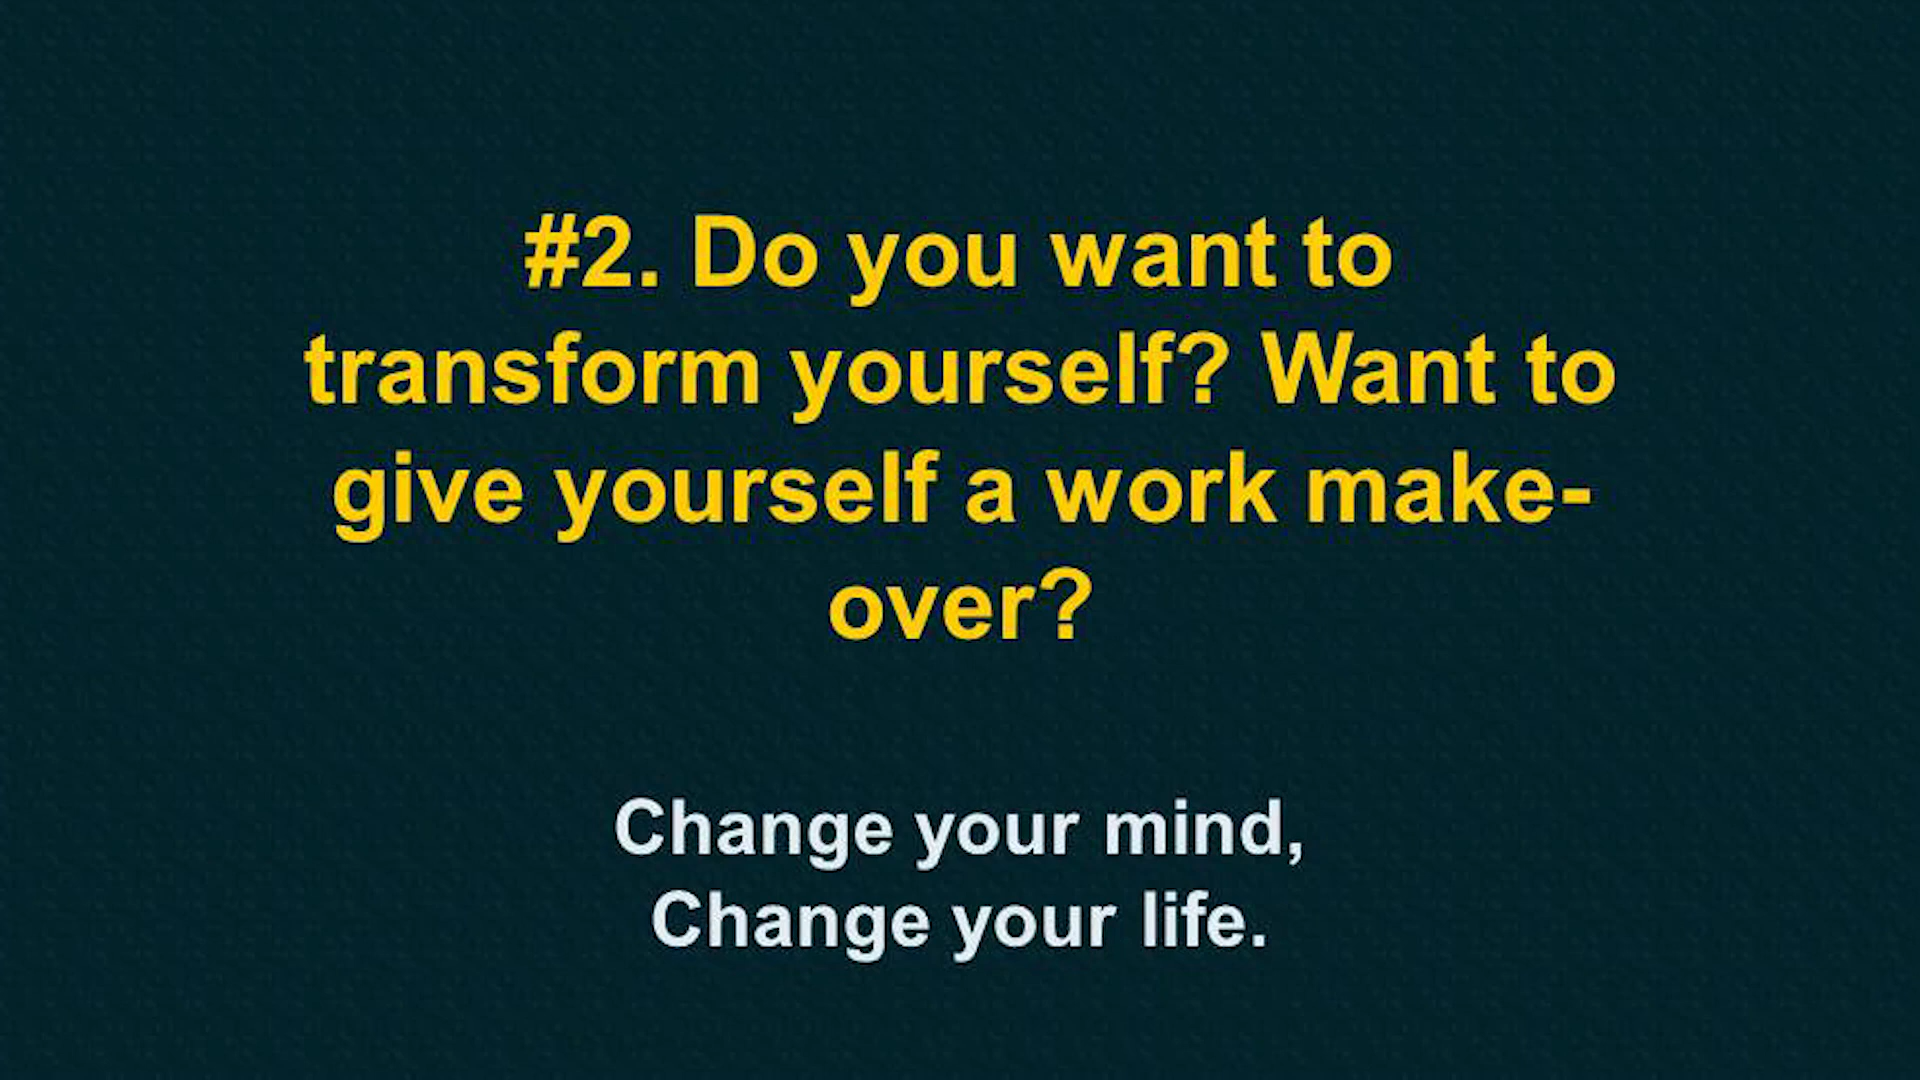 #2. Do you want to
transform yourself? Want to
give yourself a work make-
over?
Change your mind,
Change your life.